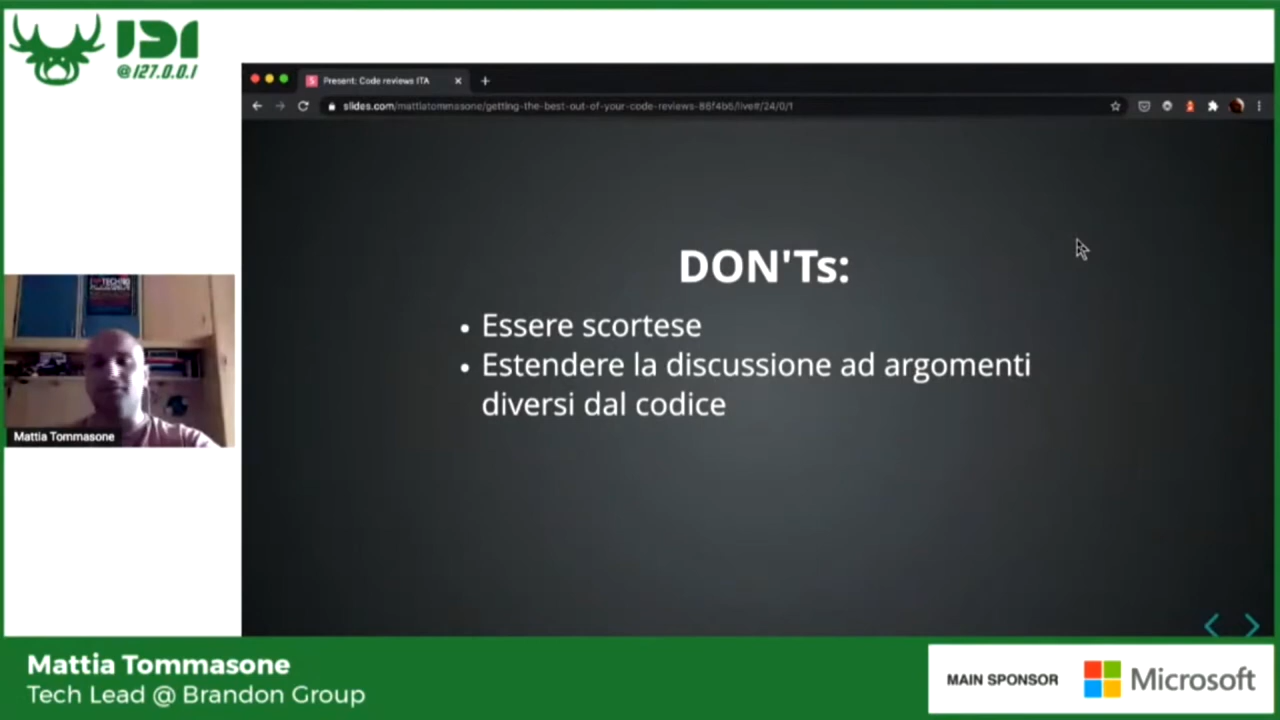 JDI
@127.0.0.1
Present: Code reviews ITA
slides.com/mattiatommasone/getting-the-best-out-of-your-code-reviews-86f4b6/live#/24/0/1
DON'Ts:
• Essere scortese
• Estendere la discussione ad argomenti
diversi dal codice
TECHNO
Mattia Tommasone
Mattia Tommasone
Tech Lead @ Brandon Group
MAIN SPONSOR
Microsoft